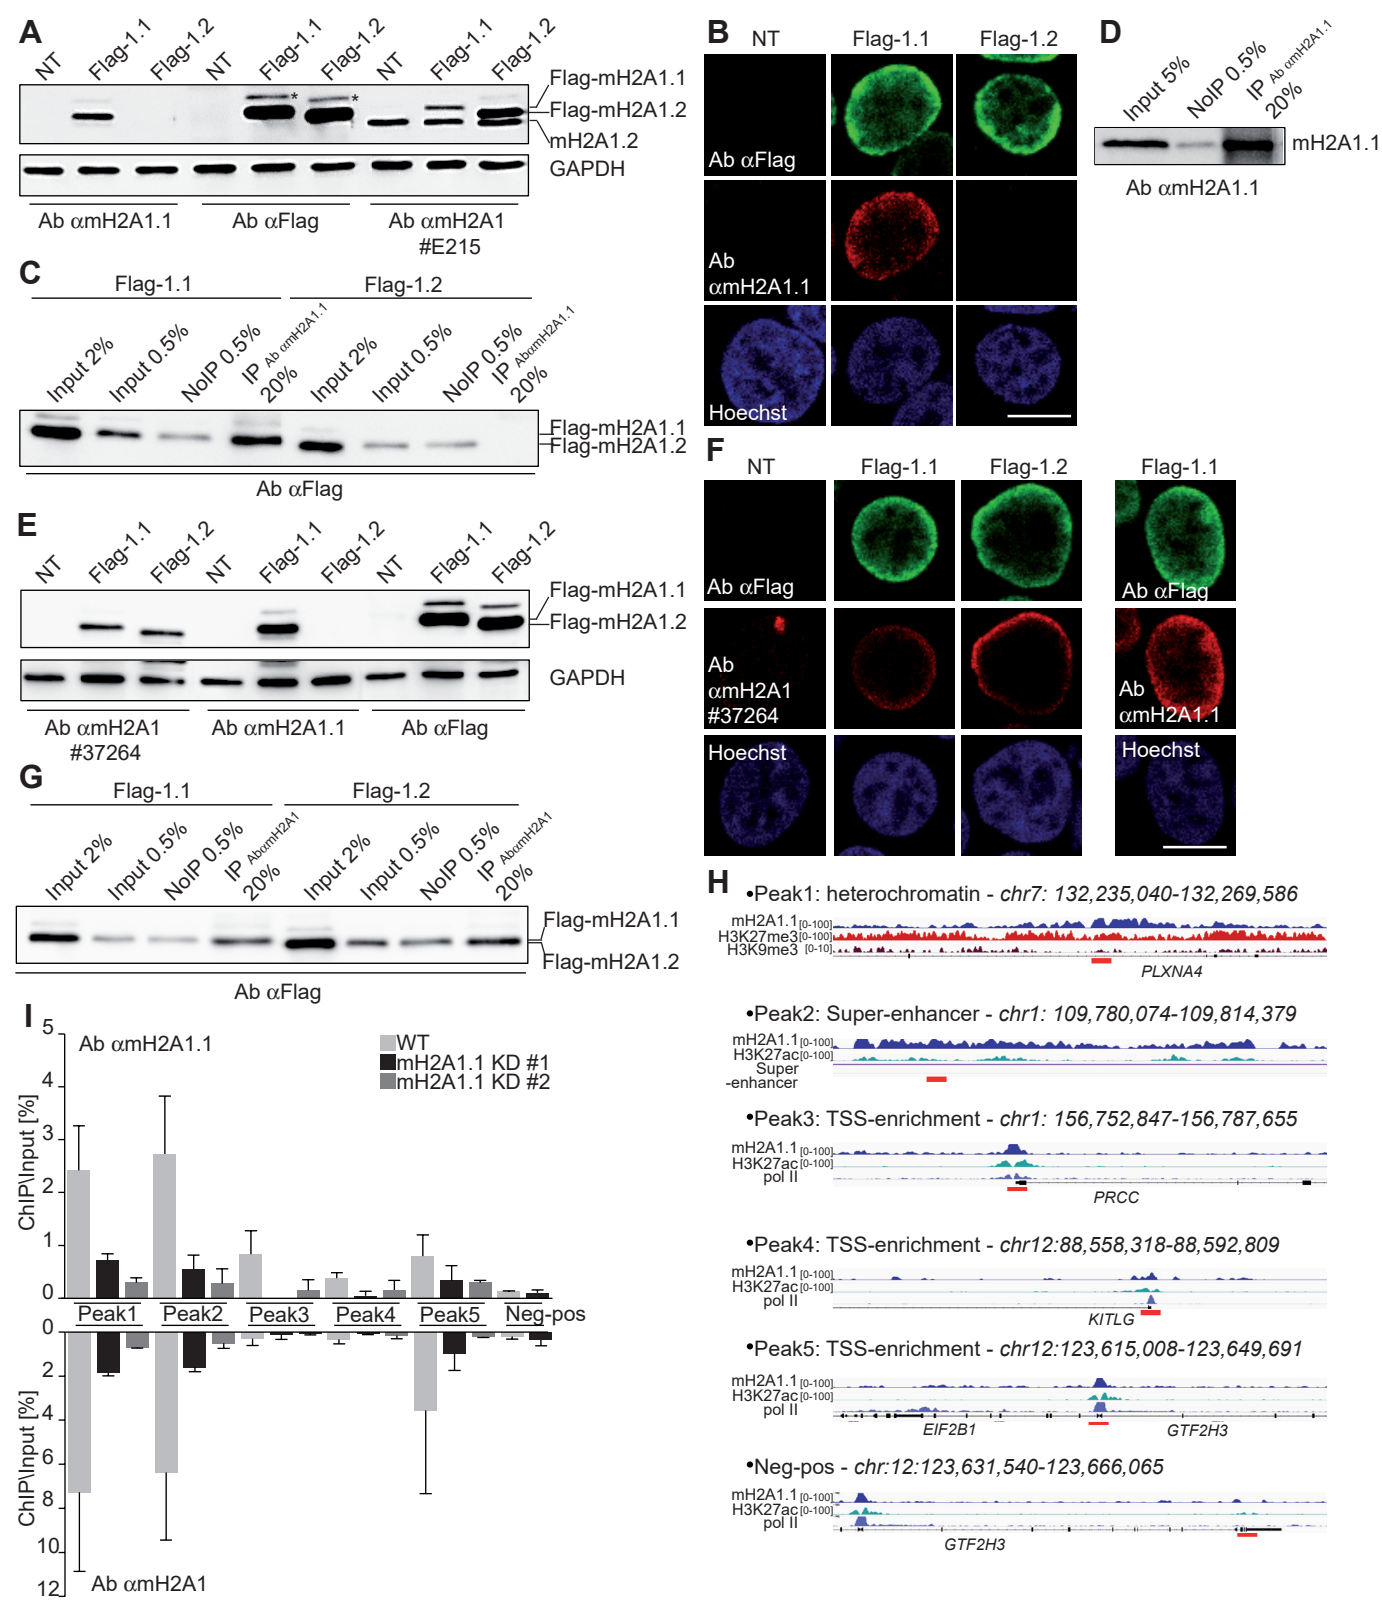 A
NT
Flag-1.1
Flag-1.2
NT
Flag-1.1
Flag-1.2
NT
Flag-1.1
Flag-1.2
*
*
Flag-mH2A1.1
Flag-mH2A1.2
mH2A1.2
GAPDH
Ab αmH2A1.1
Ab αFlag
Ab αmH2A1
#E215
B
NT
Flag-1.1
Flag-1.2
Ab αFlag
Ab
αmH2A1.1
Hoechst
D
Input 5%
NoIP 0.5%
IP Ab αmH2A1.1
20%
mH2A1.1
Ab αmH2A1.1
C
Flag-1.1
Flag-1.2
Input 2%
Input 0.5%
NoIP 0.5%
IP Ab αmH2A1.1
20%
Input 2%
Input 0.5%
NoIP 0.5%
IP AbαmH2A1.1
20%
Flag-mH2A1.1
Flag-mH2A1.2
Ab αFlag
E
NT
Flag-1.1
Flag-1.2
NT
Flag-1.1
Flag-1.2
NT
Flag-1.1
Flag-1.2
Flag-mH2A1.1
Flag-mH2A1.2
GAPDH
Ab αmH2A1
#37264
Ab αmH2A1.1
Ab αFlag
F
NT
Flag-1.1
Flag-1.2
Flag-1.1
Ab αFlag
Ab αFlag
Ab
αmH2A1
#37264
Ab
αmH2A1.1
Hoechst
Hoechst
G
Flag-1.1
Flag-1.2
Input 2%
Input 0.5%
NoIP 0.5%
IP AbαmH2A1
20%
Input 2%
Input 0.5%
NoIP 0.5%
IP AbαmH2A1
20%
Flag-mH2A1.1
Flag-mH2A1.2
Ab αFlag
H
•Peak1: heterochromatin - chr7: 132,235,040-132,269,586
mH2A1.1 [0-100]
H3K27me3 [0-100]
H3K9me3 [0-10]
PLXNA4
•Peak2: Super-enhancer - chr1: 109,780,074-109,814,379
mH2A1.1 [0-100]
H3K27ac [0-100]
Super
-enhancer
•Peak3: TSS-enrichment - chr1: 156,752,847-156,787,655
mH2A1.1 [0-100]
H3K27ac [0-100]
pol II
PRCC
•Peak4: TSS-enrichment - chr12:88,558,318-88,592,809
mH2A1.1 [0-100]
H3K27ac [0-100]
pol II
KITLG
•Peak5: TSS-enrichment - chr12:123,615,008-123,649,691
mH2A1.1 [0-100]
H3K27ac [0-100]
pol II
EIF2B1
GTF2H3
•Neg-pos - chr:12:123,631,540-123,666,065
mH2A1.1 [0-100]
H3K27ac [0-100]
pol II
GTF2H3
I
Ab αmH2A1.1
WT
mH2A1.1 KD #1
mH2A1.1 KD #2
ChIP\Input [%]
5
4
3
2
1
0
Peak1
Peak2
Peak3
Peak4
Peak5
Neg-pos
0
2
4
6
8
10
12
ChIP\Input [%]
Ab αmH2A1